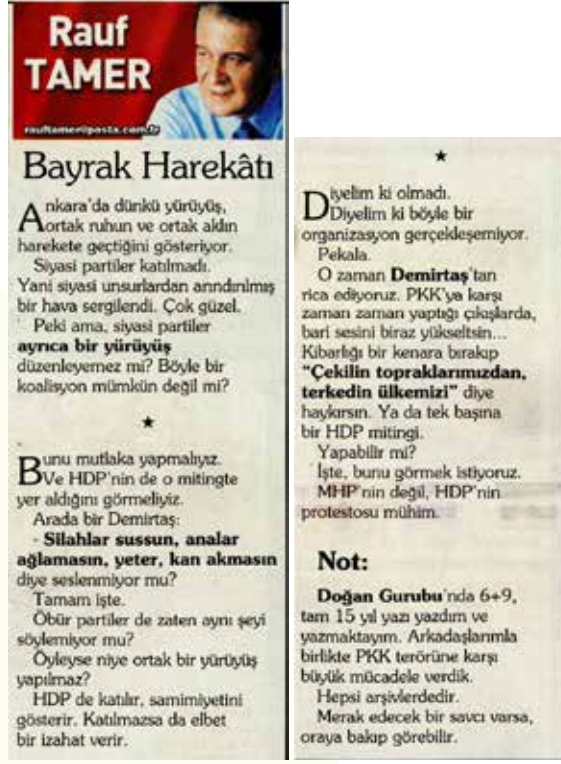 Rauf
TAMER
rauftamer@posta.com.tr
Bayrak Harekâtı
Ankara'da dünkü yürüyüş,
ortak ruhun ve ortak aklın
harekete geçtiğini gösteriyor.
Siyasi partiler katılmadı.
Yani siyasi unsurlardan arındırılmış
bir hava sergilendi. Çok güzel.
Peki ama, siyasi partiler
ayrıca bir yürüyüş
düzenleyemez mi? Böyle bir
koalisyon mümkün değil mi?
★
Bunu mutlaka yapmalıyız.
Ve HDP'nin de o mitingte
yer aldığını görmeliyiz.
Arada bir Demirtaş:
- Silahlar sussun, analar
ağlamasın, yeter, kan akmasın
diye seslenmiyor mu?
Tamam işte.
Öbür partiler de zaten aynı şeyi
söylemiyor mu?
Öyleyse niye ortak bir yürüyüş
yapılmaz?
HDP de katılır, samimiyetini
gösterir. Katılmazsa da elbet
bir izahat verir.
★
Diyelim ki olmadı.
Diyelim ki böyle bir
organizasyon gerçekleşemiyor.
Pekala.
O zaman Demirtaş'tan
rica ediyoruz. PKK'ya karşı
zaman zaman yaptığı çıkışlarda,
bari sesini biraz yükseltsin...
Kibarlığı bir kenara bırakıp
"Çekilin topraklarımızdan,
terkedin ülkemizi" diye
haykırsın. Ya da tek başına
bir HDP mitingi.
Yapabilir mi?
İşte, bunu görmek istiyoruz.
MHP'nin değil, HDP'nin
protestosu mühim.
Not:
Doğan Gurubu'nda 6+9,
tam 15 yıl yazı yazdım ve
yazmaktayım. Arkadaşlarımla
birlikte PKK terörüne karşı
büyük mücadele verdik.
Hepsi arşivlerdedir.
Merak edecek bir savcı varsa,
oraya bakıp görebilir.